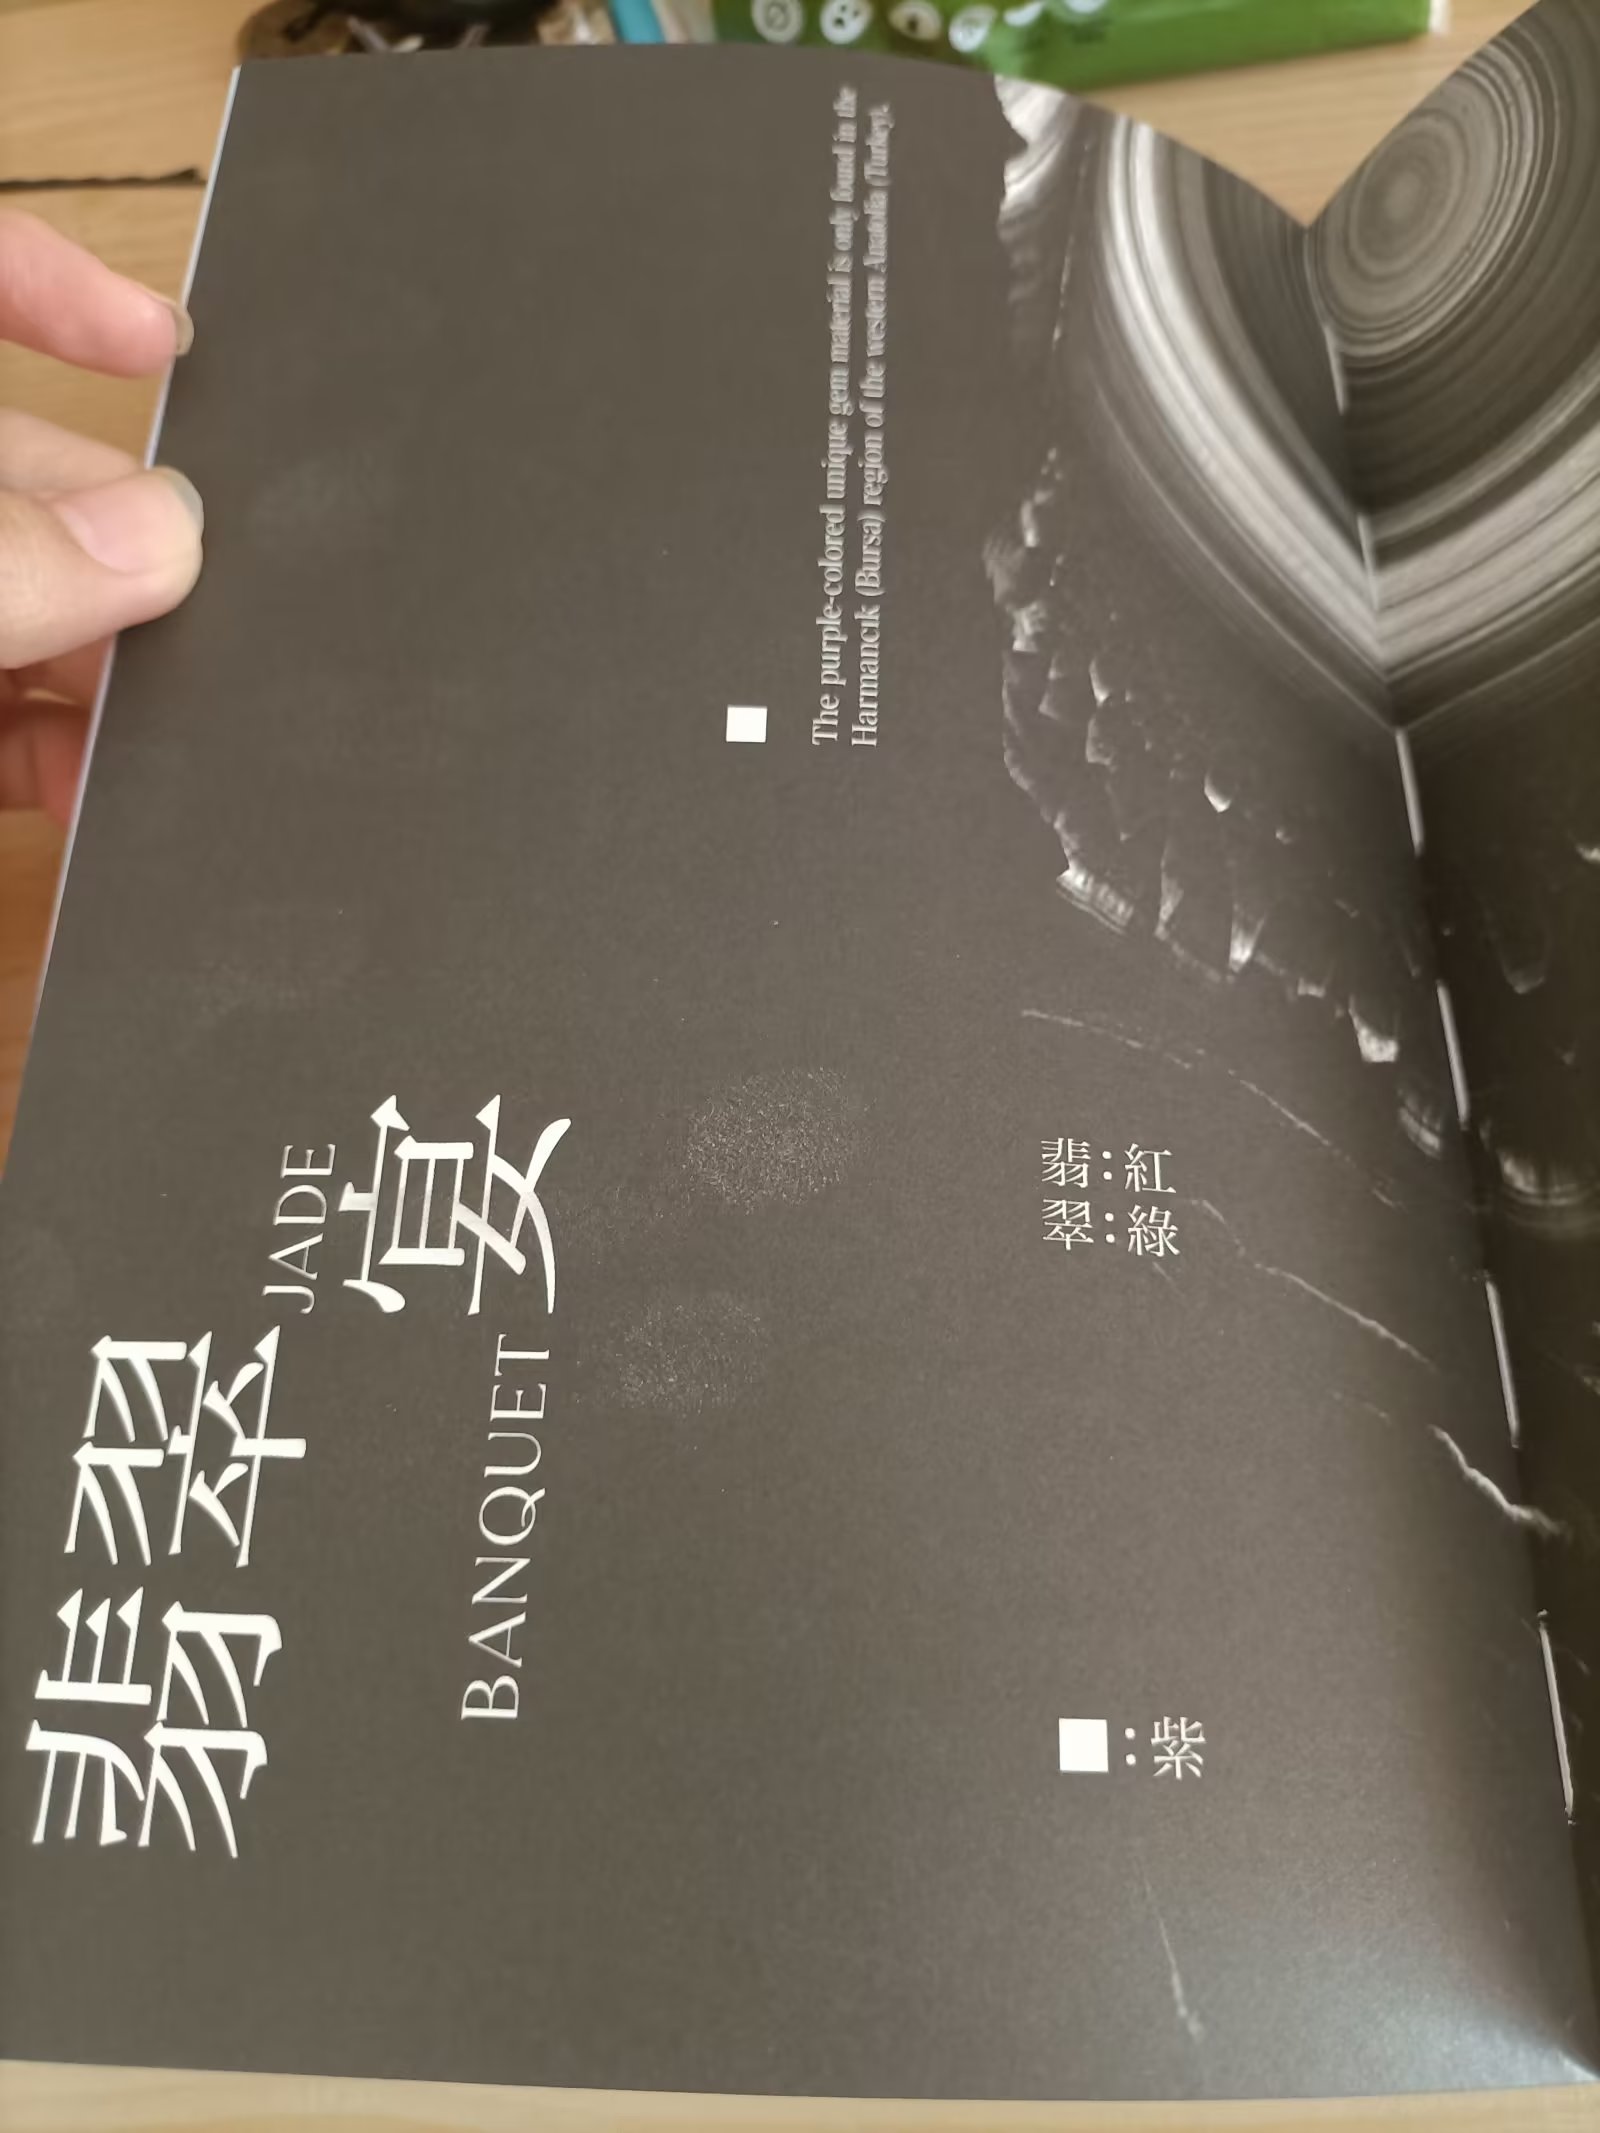 翡翠
JADE
宴
BANQUET
The purple-colored unique gem material is only found in the
Harmancık (Bursa) region of the western Anatolia (Turkey).
翡：紅
翠：綠
■：紫